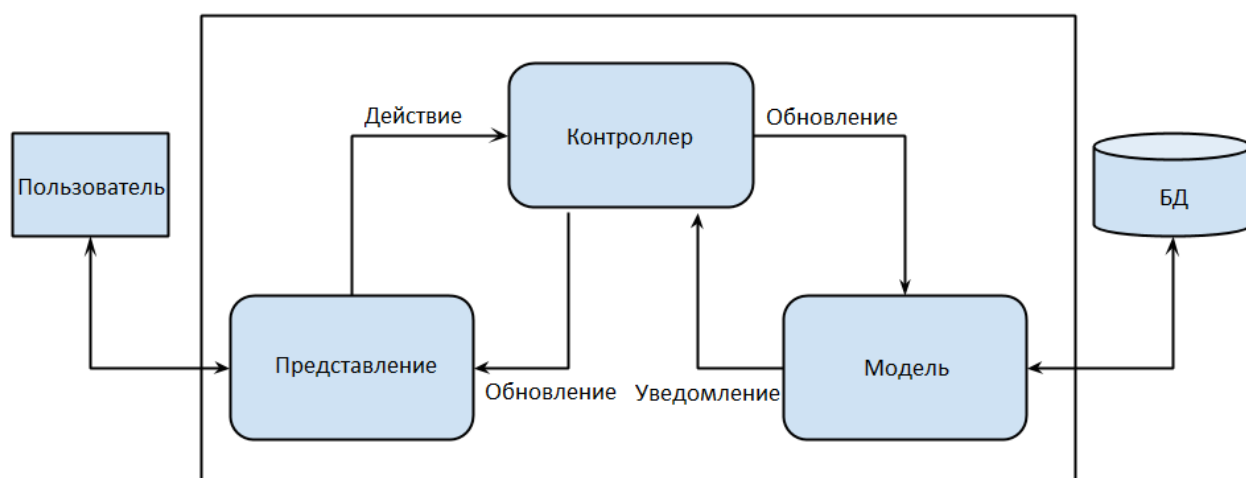 Действие
Контроллер
Обновление
Пользователь
БД
Представление
Обновление
Уведомление
Модель